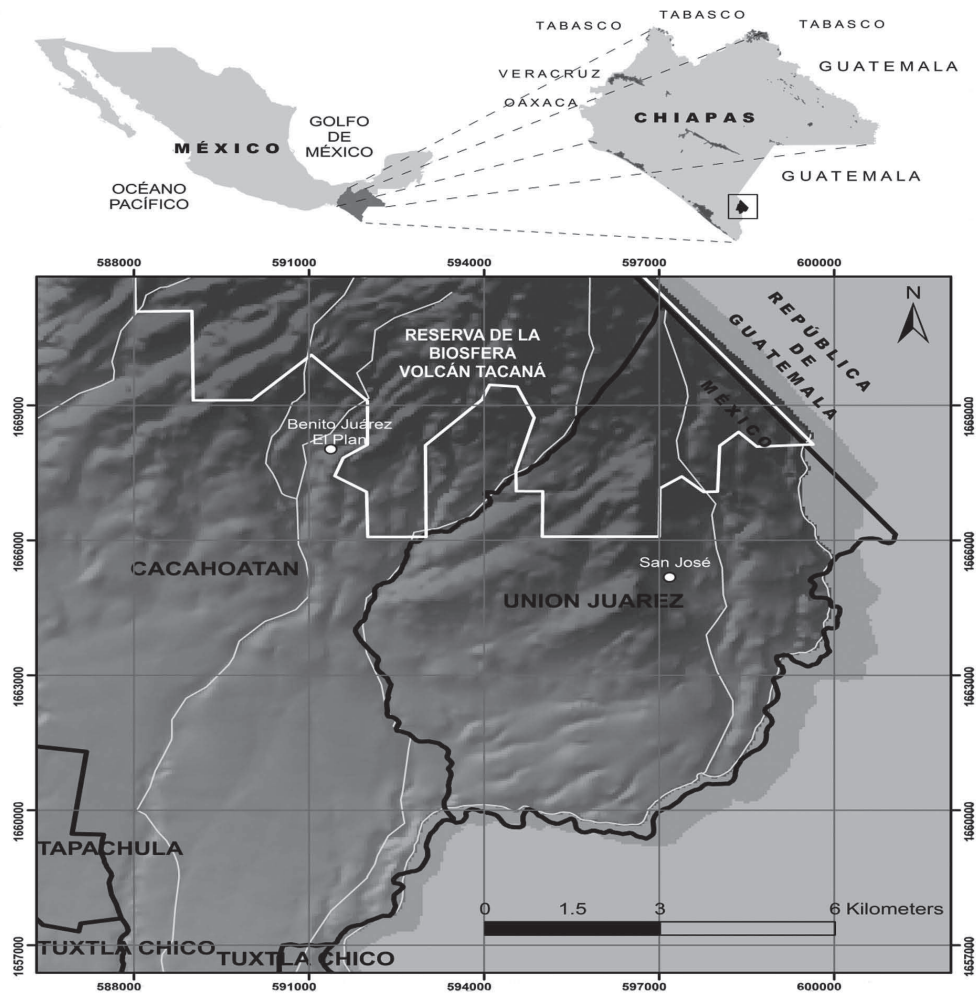 TABASCO
TABASCO
TABASCO
GUATEMALA
VERACRUZ
OAXACA
CHIAPAS
GOLFO
DE
MÉXICO
MÉXICO
OCÉANO
PACÍFICO
GUATEMALA
588000
591000
594000
597000
600000
N
REPÚBLICA
DE
GUATEMALA
MÉXICO
RESERVA DE LA
BIOSFERA
VOLCÁN TACANÁ
1669000
1669000
Benito Juárez
El Plan
1666000
1666000
San José
CACAHOATAN
UNION JUAREZ
1663000
1663000
1660000
1660000
TAPACHULA
0 1.5 3 6 Kilometers
TUXTLA CHICO
TUXTLA CHICO
1657000
1657000
588000
591000
594000
597000
600000